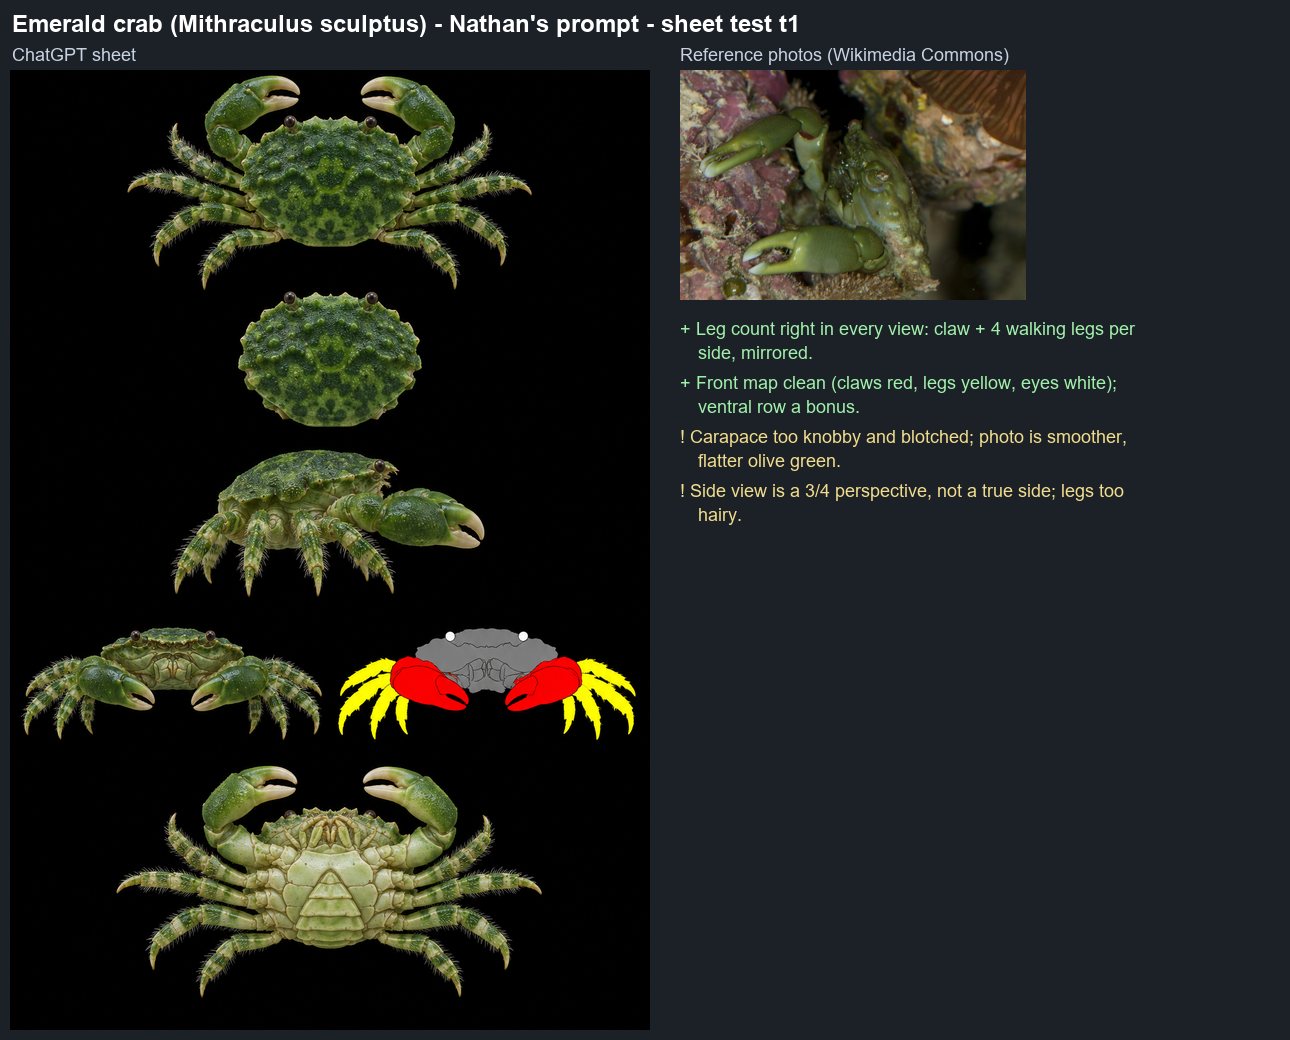 Emerald crab (Mithraculus sculptus) - Nathan's prompt - sheet test t1
ChatGPT sheet
Reference photos (Wikimedia Commons)
+ Leg count right in every view: claw + 4 walking legs per
side, mirrored.
+ Front map clean (claws red, legs yellow, eyes white);
ventral row a bonus.
! Carapace too knobby and blotched; photo is smoother,
flatter olive green.
! Side view is a 3/4 perspective, not a true side; legs too
hairy.